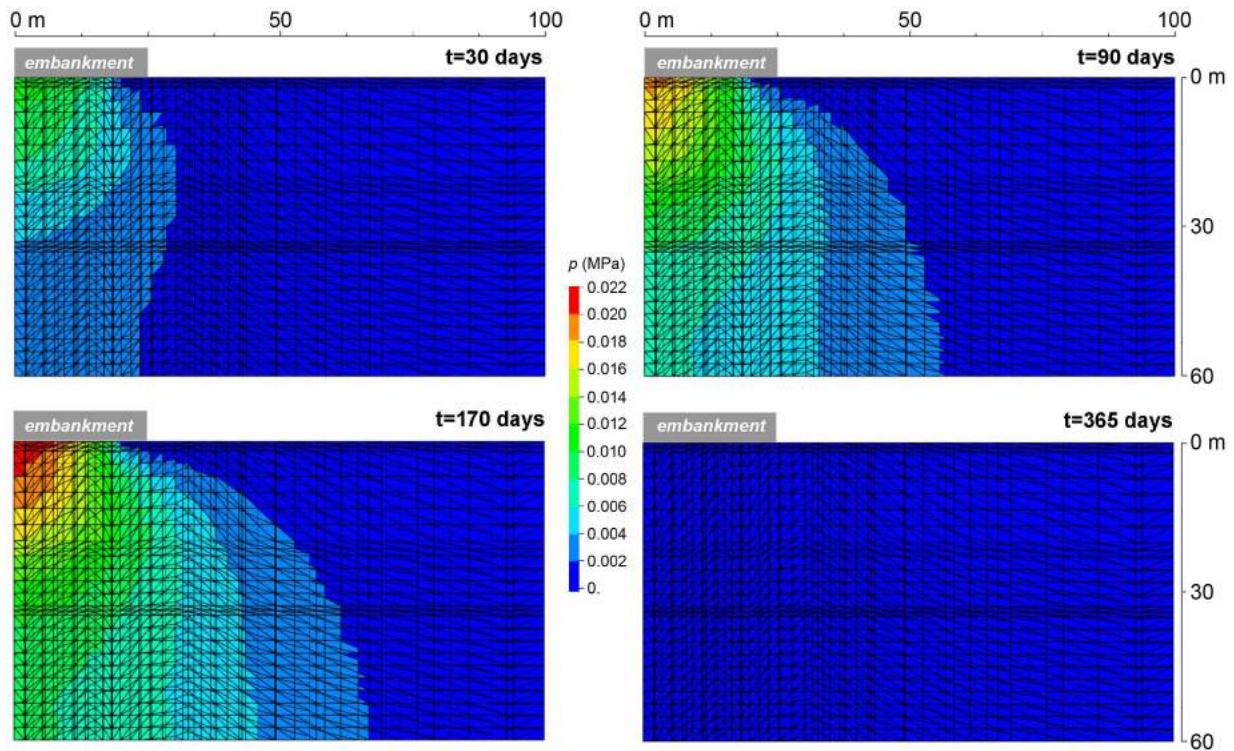 0 m 50 100
0 m 50 100
embankment t=30 days
embankment t=90 days
0 m
30
60
p (MPa)
0.022
0.020
0.016
0.014
0.012
0.010
0.008
0.006
0.004
0.002
0.
embankment t=170 days
embankment t=365 days
0 m
30
60